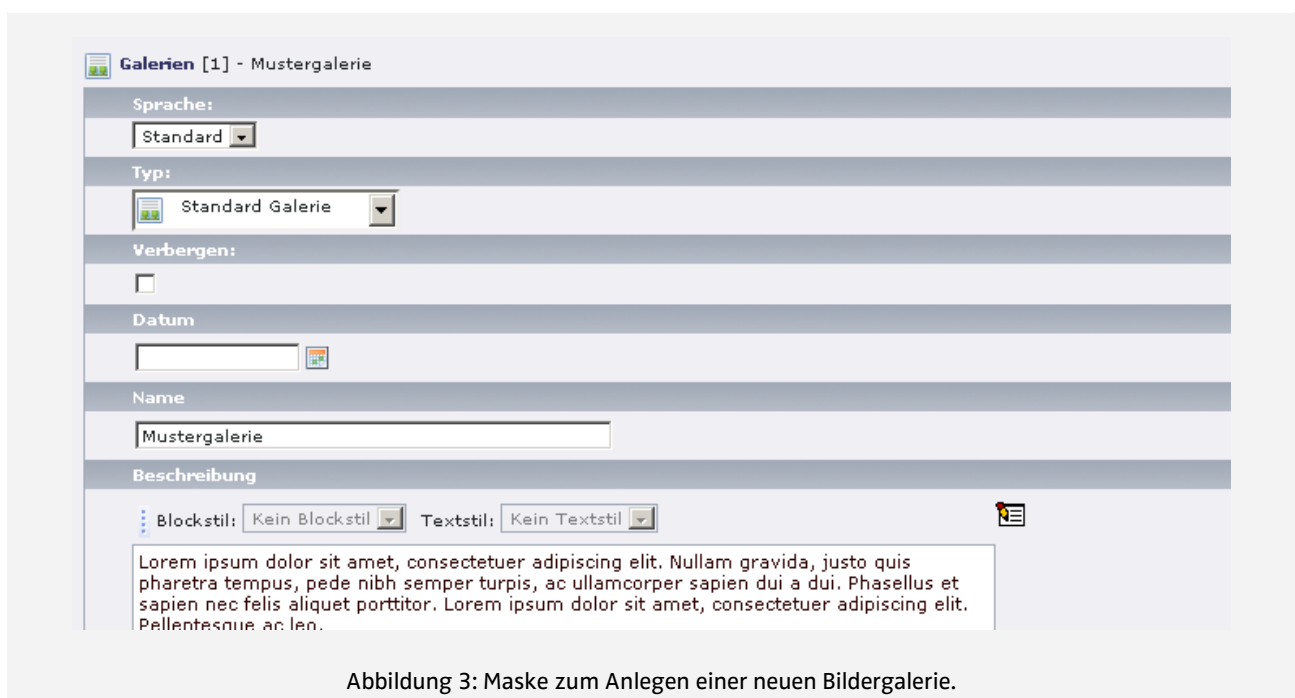 Galerien [1] - Mustergalerie
Sprache:
Standard
Typ:
Standard Galerie
Verbergen:
Datum
Name
Mustergalerie
Beschreibung
Blockstil: Kein Blockstil Textstil: Kein Textstil
Lorem ipsum dolor sit amet, consectetuer adipiscing elit. Nullam gravida, justo quis
pharetra tempus, pede nibh semper turpis, ac ullamcorper sapien dui a dui. Phasellus et
sapien nec felis aliquet porttitor. Lorem ipsum dolor sit amet, consectetuer adipiscing elit.
Pellentesque ac leo.
Abbildung 3: Maske zum Anlegen einer neuen Bildergalerie.